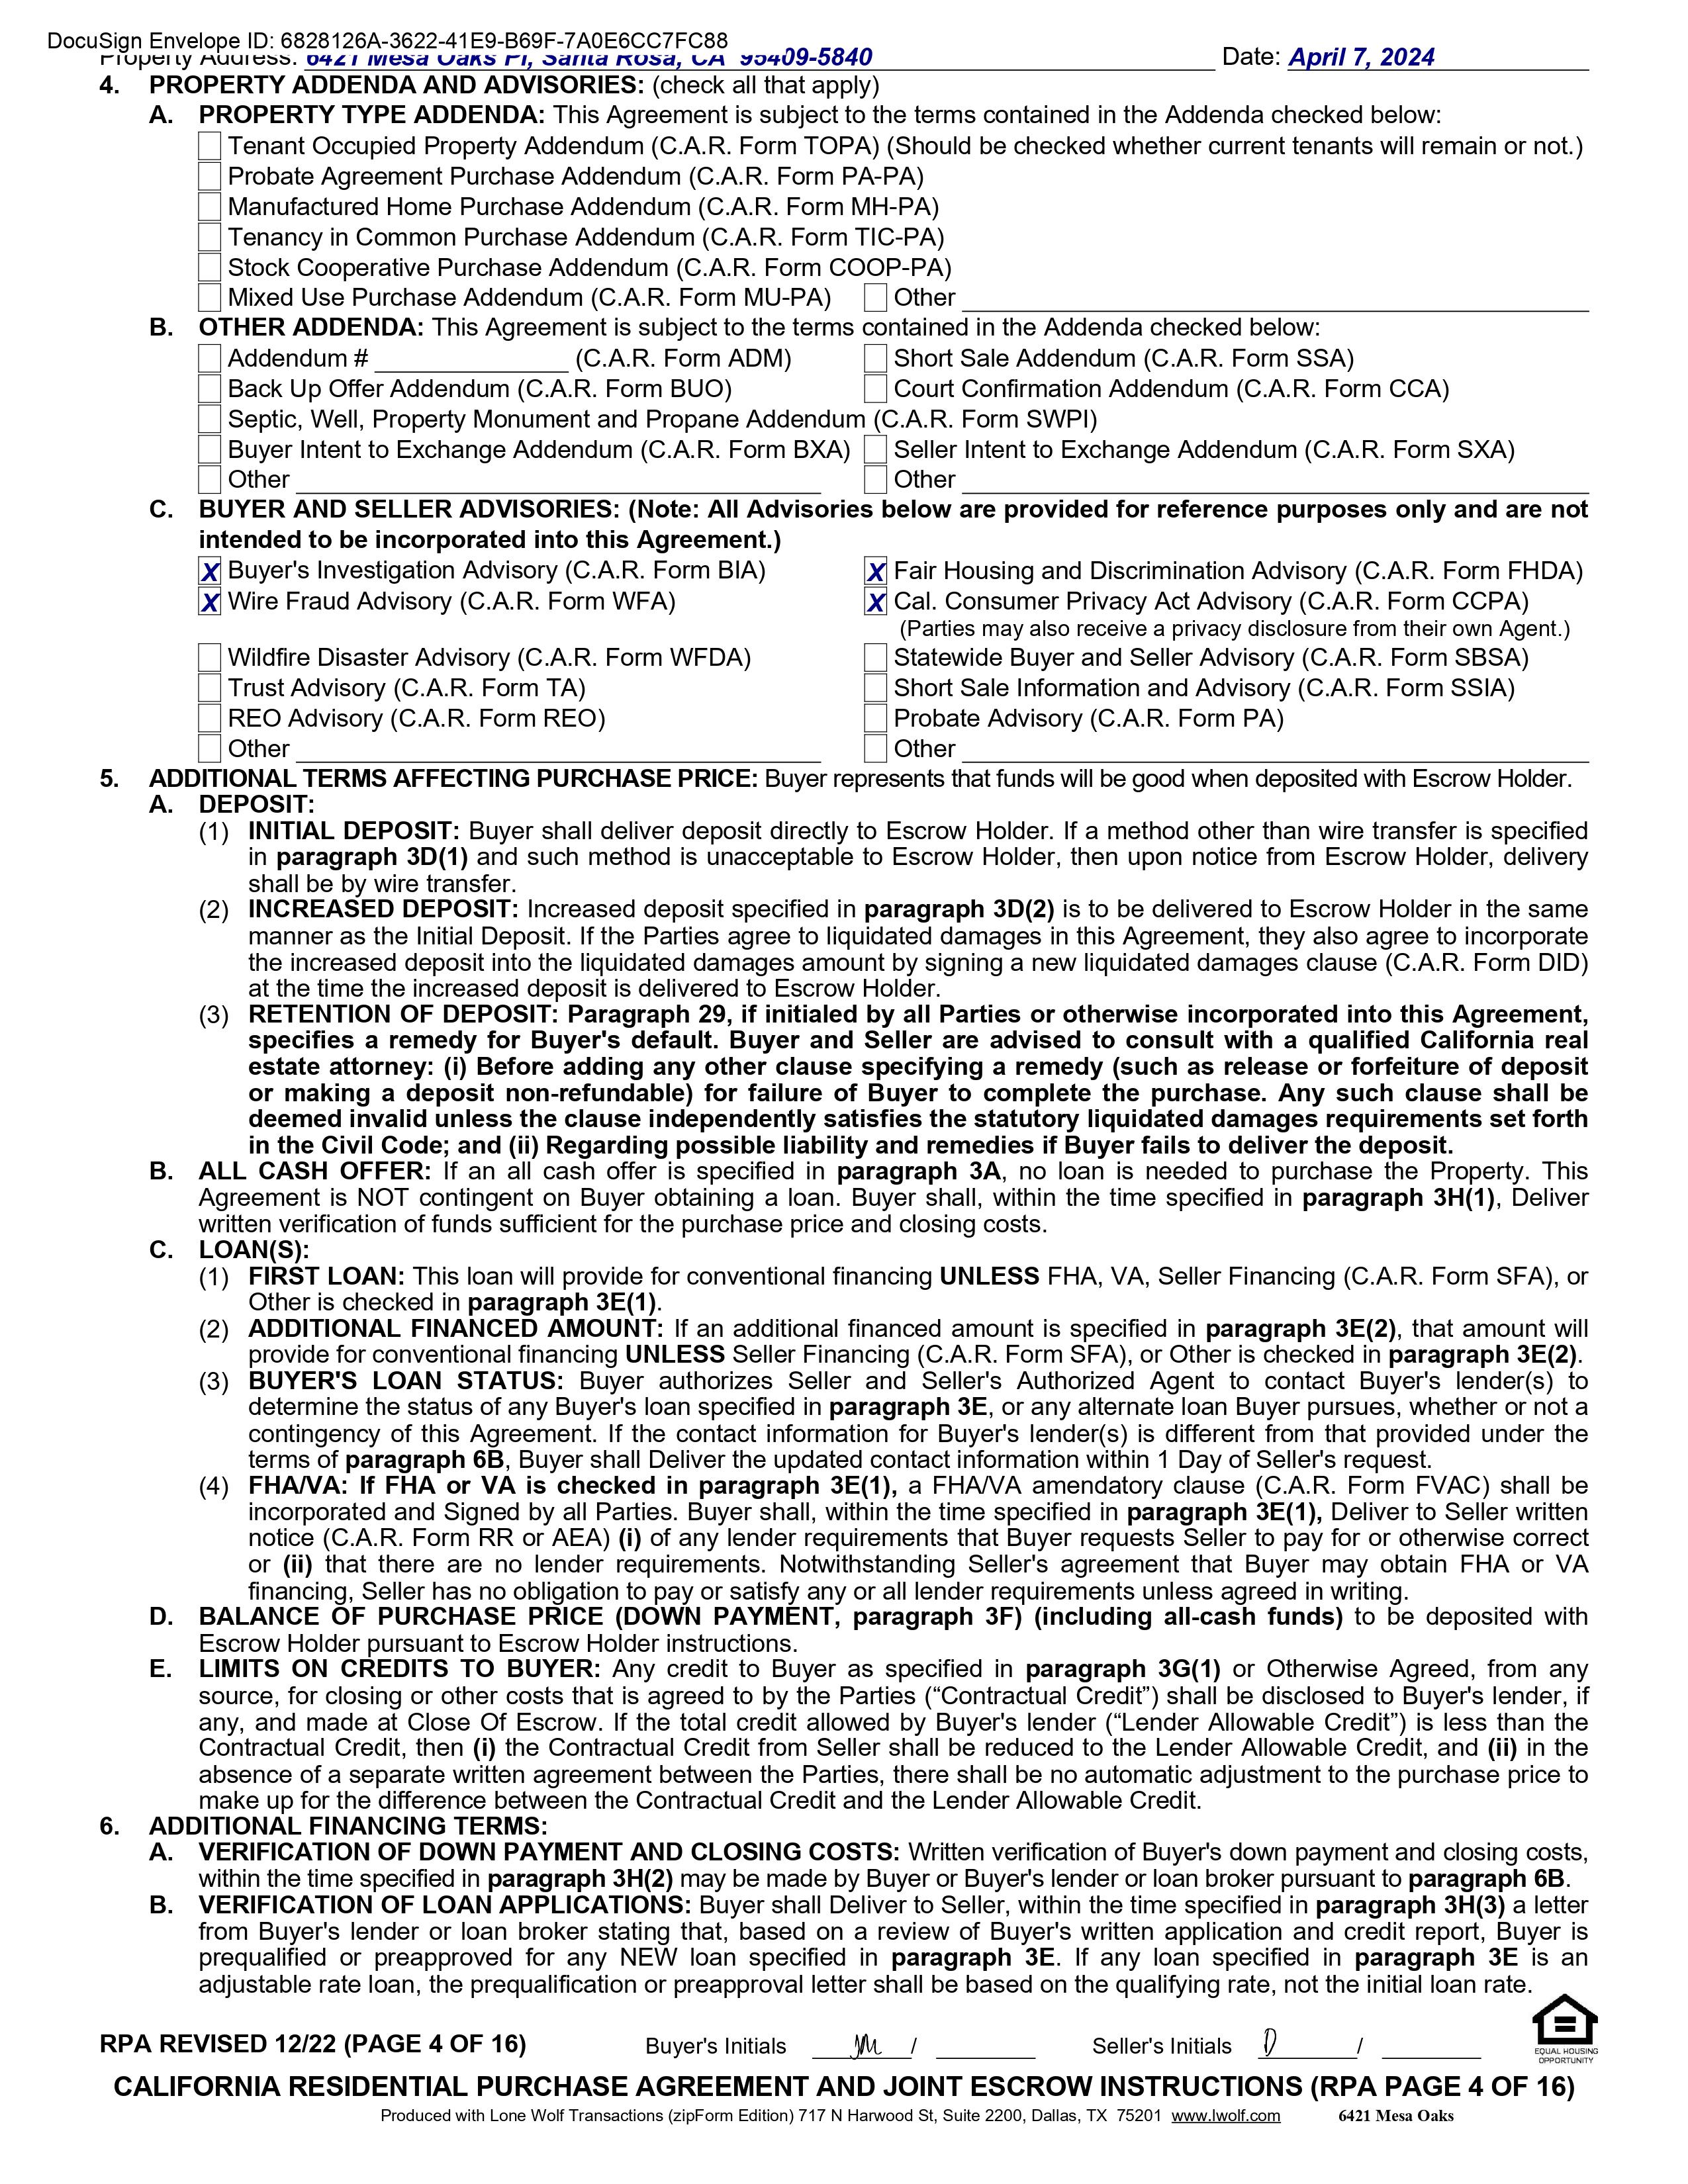 DocuSign Envelope ID: 6828126A-3622-41E9-B69F-7A0E6CC7FC88
Property Address: 6421 Mesa Oaks Pl, Santa Rosa, CA 95409-5840 Date: April 7, 2024
4. PROPERTY ADDENDA AND ADVISORIES: (check all that apply)
A. PROPERTY TYPE ADDENDA: This Agreement is subject to the terms contained in the Addenda checked below:
Tenant Occupied Property Addendum (C.A.R. Form TOPA) (Should be checked whether current tenants will remain or not.)
Probate Agreement Purchase Addendum (C.A.R. Form PA-PA)
Manufactured Home Purchase Addendum (C.A.R. Form MH-PA)
Tenancy in Common Purchase Addendum (C.A.R. Form TIC-PA)
Stock Cooperative Purchase Addendum (C.A.R. Form COOP-PA)
Mixed Use Purchase Addendum (C.A.R. Form MU-PA) Other
B. OTHER ADDENDA: This Agreement is subject to the terms contained in the Addenda checked below:
Addendum # (C.A.R. Form ADM) Short Sale Addendum (C.A.R. Form SSA)
Back Up Offer Addendum (C.A.R. Form BUO) Court Confirmation Addendum (C.A.R. Form CCA)
Septic, Well, Property Monument and Propane Addendum (C.A.R. Form SWPI)
Buyer Intent to Exchange Addendum (C.A.R. Form BXA) Seller Intent to Exchange Addendum (C.A.R. Form SXA)
Other Other
C. BUYER AND SELLER ADVISORIES: (Note: All Advisories below are provided for reference purposes only and are not
intended to be incorporated into this Agreement.)
X Buyer's Investigation Advisory (C.A.R. Form BIA) X Fair Housing and Discrimination Advisory (C.A.R. Form FHDA)
X Wire Fraud Advisory (C.A.R. Form WFA) X Cal. Consumer Privacy Act Advisory (C.A.R. Form CCPA)
(Parties may also receive a privacy disclosure from their own Agent.)
Wildfire Disaster Advisory (C.A.R. Form WFDA) Statewide Buyer and Seller Advisory (C.A.R. Form SBSA)
Trust Advisory (C.A.R. Form TA) Short Sale Information and Advisory (C.A.R. Form SSIA)
REO Advisory (C.A.R. Form REO) Probate Advisory (C.A.R. Form PA)
Other Other
5. ADDITIONAL TERMS AFFECTING PURCHASE PRICE: Buyer represents that funds will be good when deposited with Escrow Holder.
A. DEPOSIT:
(1) INITIAL DEPOSIT: Buyer shall deliver deposit directly to Escrow Holder. If a method other than wire transfer is specified
in paragraph 3D(1) and such method is unacceptable to Escrow Holder, then upon notice from Escrow Holder, delivery
shall be by wire transfer.
(2) INCREASED DEPOSIT: Increased deposit specified in paragraph 3D(2) is to be delivered to Escrow Holder in the same
manner as the Initial Deposit. If the Parties agree to liquidated damages in this Agreement, they also agree to incorporate
the increased deposit into the liquidated damages amount by signing a new liquidated damages clause (C.A.R. Form DID)
at the time the increased deposit is delivered to Escrow Holder.
(3) RETENTION OF DEPOSIT: Paragraph 29, if initialed by all Parties or otherwise incorporated into this Agreement,
specifies a remedy for Buyer's default. Buyer and Seller are advised to consult with a qualified California real
estate attorney: (i) Before adding any other clause specifying a remedy (such as release or forfeiture of deposit
or making a deposit non-refundable) for failure of Buyer to complete the purchase. Any such clause shall be
deemed invalid unless the clause independently satisfies the statutory liquidated damages requirements set forth
in the Civil Code; and (ii) Regarding possible liability and remedies if Buyer fails to deliver the deposit.
B. ALL CASH OFFER: If an all cash offer is specified in paragraph 3A, no loan is needed to purchase the Property. This
Agreement is NOT contingent on Buyer obtaining a loan. Buyer shall, within the time specified in paragraph 3H(1), Deliver
written verification of funds sufficient for the purchase price and closing costs.
C. LOAN(S):
(1) FIRST LOAN: This loan will provide for conventional financing UNLESS FHA, VA, Seller Financing (C.A.R. Form SFA), or
Other is checked in paragraph 3E(1).
(2) ADDITIONAL FINANCED AMOUNT: If an additional financed amount is specified in paragraph 3E(2), that amount will
provide for conventional financing UNLESS Seller Financing (C.A.R. Form SFA), or Other is checked in paragraph 3E(2).
(3) BUYER'S LOAN STATUS: Buyer authorizes Seller and Seller's Authorized Agent to contact Buyer's lender(s) to
determine the status of any Buyer's loan specified in paragraph 3E, or any alternate loan Buyer pursues, whether or not a
contingency of this Agreement. If the contact information for Buyer's lender(s) is different from that provided under the
terms of paragraph 6B, Buyer shall Deliver the updated contact information within 1 Day of Seller's request.
(4) FHA/VA: If FHA or VA is checked in paragraph 3E(1), a FHA/VA amendatory clause (C.A.R. Form FVAC) shall be
incorporated and Signed by all Parties. Buyer shall, within the time specified in paragraph 3E(1), Deliver to Seller written
notice (C.A.R. Form RR or AEA) (i) of any lender requirements that Buyer requests Seller to pay for or otherwise correct
or (ii) that there are no lender requirements. Notwithstanding Seller's agreement that Buyer may obtain FHA or VA
financing, Seller has no obligation to pay or satisfy any or all lender requirements unless agreed in writing.
D. BALANCE OF PURCHASE PRICE (DOWN PAYMENT, paragraph 3F) (including all-cash funds) to be deposited with
Escrow Holder pursuant to Escrow Holder instructions.
E. LIMITS ON CREDITS TO BUYER: Any credit to Buyer as specified in paragraph 3G(1) or Otherwise Agreed, from any
source, for closing or other costs that is agreed to by the Parties (“Contractual Credit”) shall be disclosed to Buyer's lender, if
any, and made at Close Of Escrow. If the total credit allowed by Buyer's lender (“Lender Allowable Credit”) is less than the
Contractual Credit, then (i) the Contractual Credit from Seller shall be reduced to the Lender Allowable Credit, and (ii) in the
absence of a separate written agreement between the Parties, there shall be no automatic adjustment to the purchase price to
make up for the difference between the Contractual Credit and the Lender Allowable Credit.
6. ADDITIONAL FINANCING TERMS:
A. VERIFICATION OF DOWN PAYMENT AND CLOSING COSTS: Written verification of Buyer's down payment and closing costs,
within the time specified in paragraph 3H(2) may be made by Buyer or Buyer's lender or loan broker pursuant to paragraph 6B.
B. VERIFICATION OF LOAN APPLICATIONS: Buyer shall Deliver to Seller, within the time specified in paragraph 3H(3) a letter
from Buyer's lender or loan broker stating that, based on a review of Buyer's written application and credit report, Buyer is
prequalified or preapproved for any NEW loan specified in paragraph 3E. If any loan specified in paragraph 3E is an
adjustable rate loan, the prequalification or preapproval letter shall be based on the qualifying rate, not the initial loan rate.
RPA REVISED 12/22 (PAGE 4 OF 16) Buyer's Initials / Seller's Initials D /
EQUAL HOUSING
OPPORTUNITY
CALIFORNIA RESIDENTIAL PURCHASE AGREEMENT AND JOINT ESCROW INSTRUCTIONS (RPA PAGE 4 OF 16)
Produced with Lone Wolf Transactions (zipForm Edition) 717 N Harwood St, Suite 2200, Dallas, TX 75201 www.lwolf.com 6421 Mesa Oaks